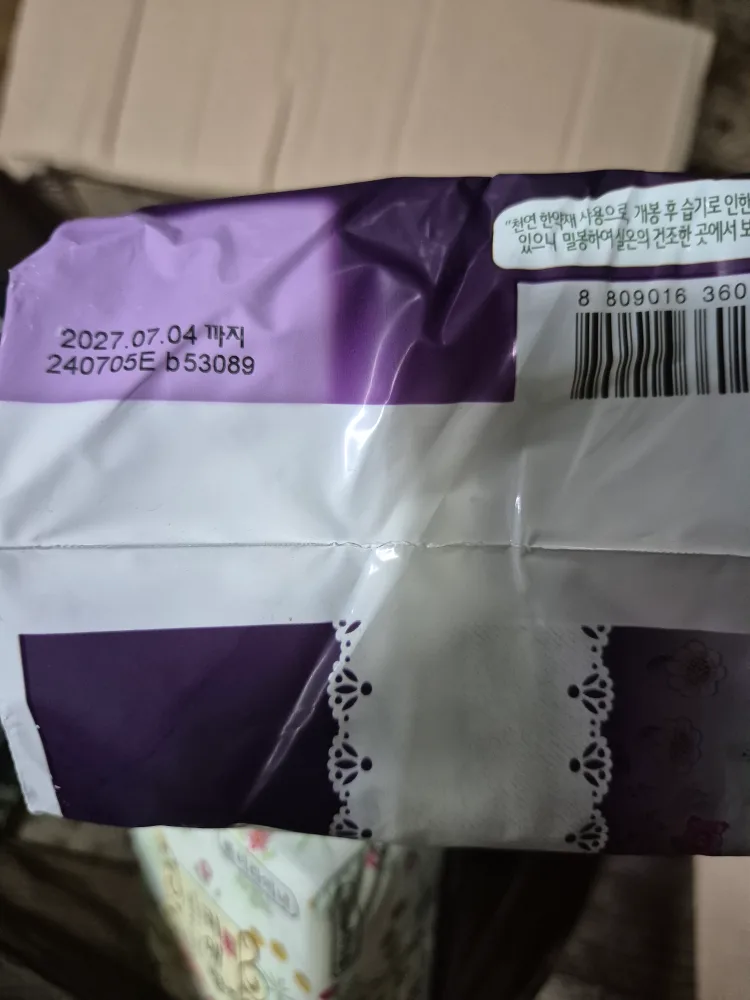 "천연 한약재 사용으로, 개봉 후 습기로 인한
있으니 밀봉하여 실온의 건조한 곳에서 보
8 809016 360
2027.07.04 까지
240705E b53089